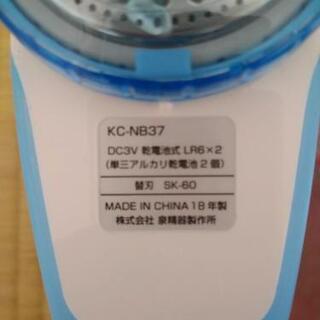 KC-NB37
DC3V 乾電池式 LR6×2
(単三アルカリ乾電池2個)
替刃 SK-60
MADE IN CHINA 18年製
株式会社 泉精器製作所